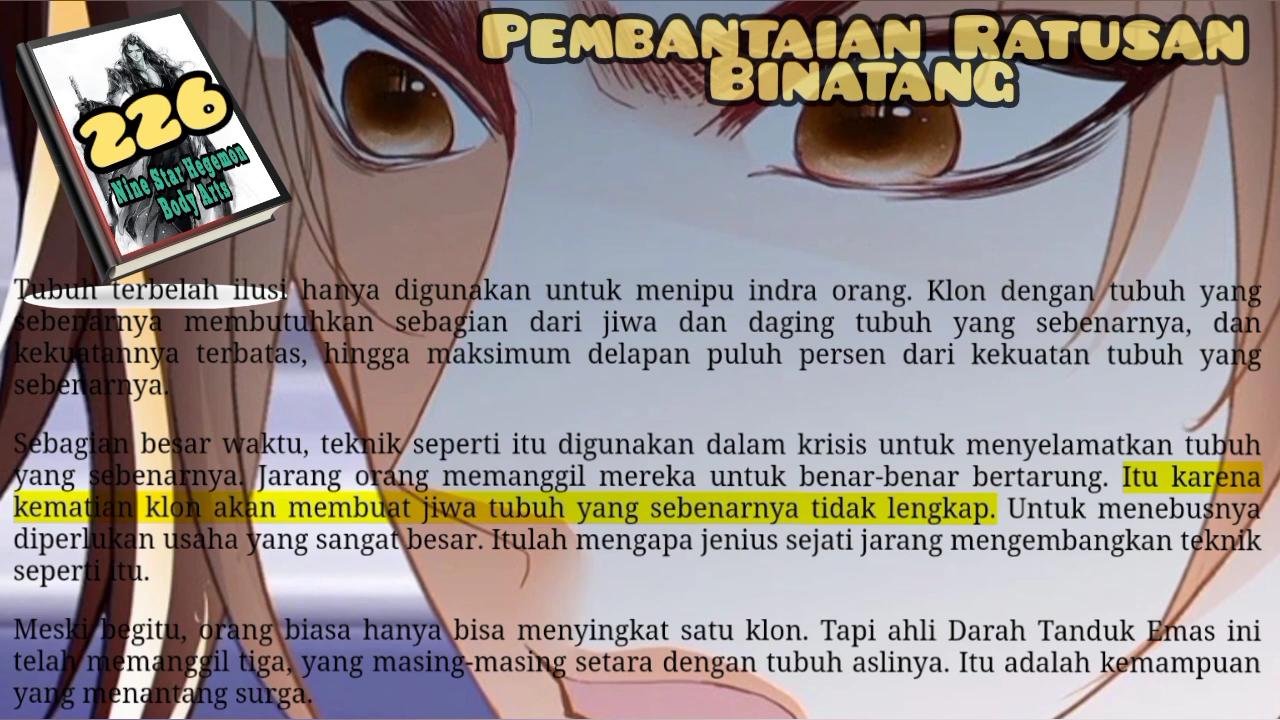 PEMBANTAIAN RATUSAN
BINATANG
226
Nine Star Hegemon
Body Arts
Tubuh terbelah ilusi hanya digunakan untuk menipu indra orang. Klon dengan tubuh yang
sebenarnya membutuhkan sebagian dari jiwa dan daging tubuh yang sebenarnya, dan
kekuatannya terbatas, hingga maksimum delapan puluh persen dari kekuatan tubuh yang
sebenarnya.
Sebagian besar waktu, teknik seperti itu digunakan dalam krisis untuk menyelamatkan tubuh
yang sebenarnya. Jarang orang memanggil mereka untuk benar-benar bertarung. Itu karena
kematian klon akan membuat jiwa tubuh yang sebenarnya tidak lengkap. Untuk menebusnya
diperlukan usaha yang sangat besar. Itulah mengapa jenius sejati jarang mengembangkan teknik
seperti itu.
Meski begitu, orang biasa hanya bisa menyingkat satu klon. Tapi ahli Darah Tanduk Emas ini
telah memanggil tiga, yang masing-masing setara dengan tubuh aslinya. Itu adalah kemampuan
yang menantang surga.